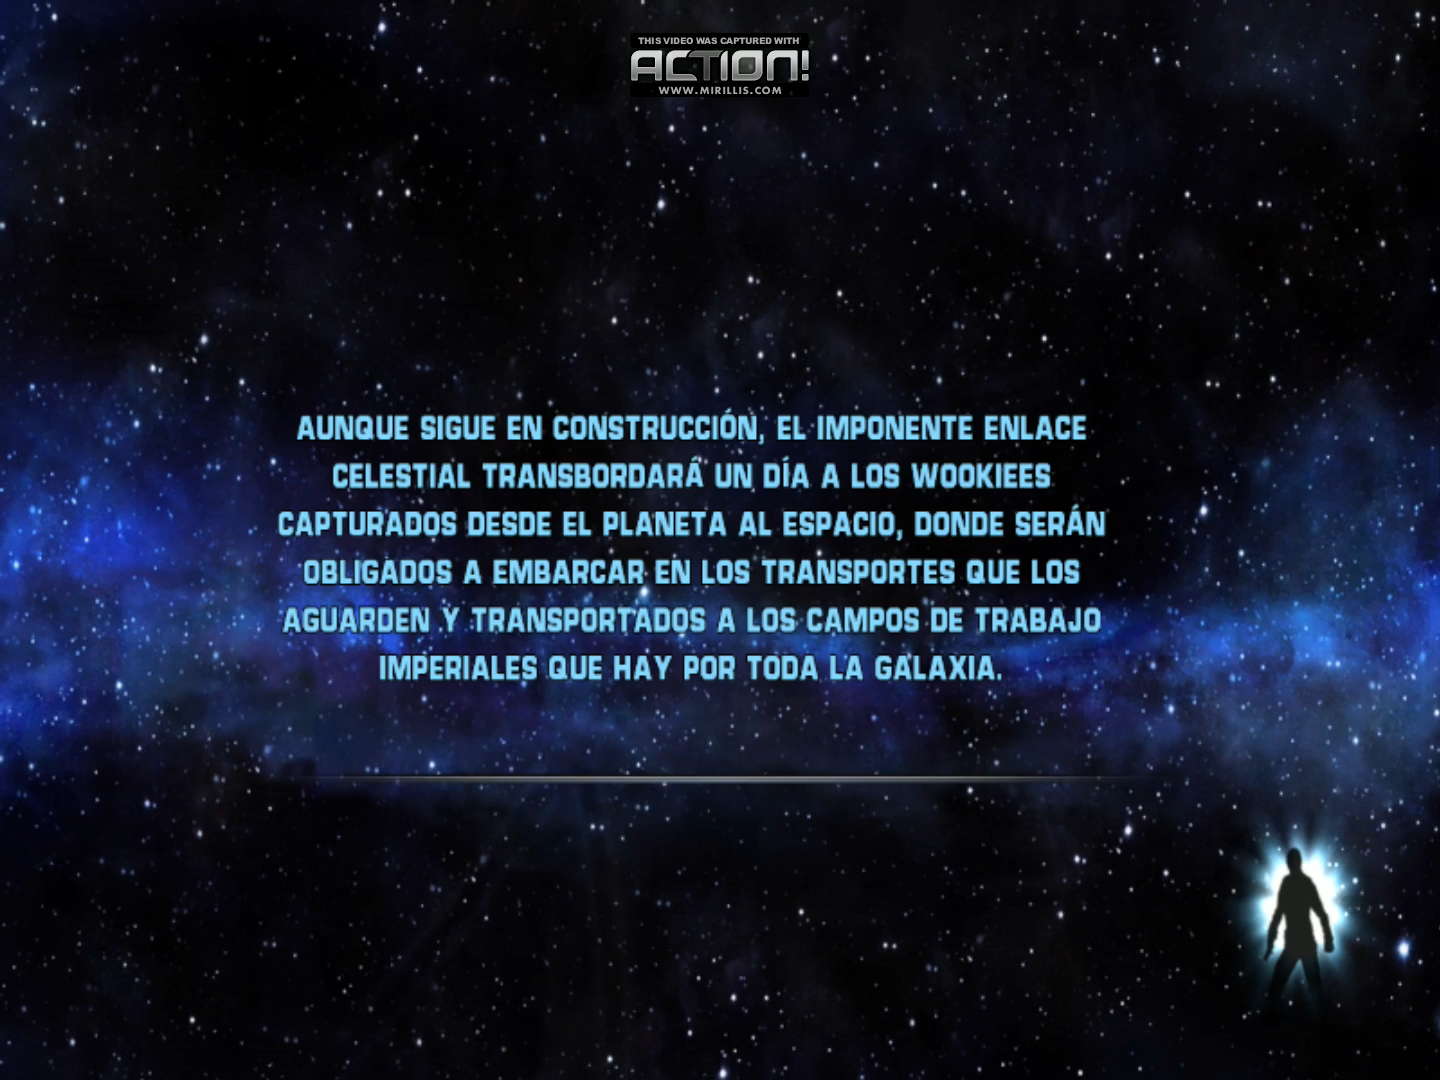 THIS VIDEO WAS CAPTURED WITH
ACTION!
WWW.MIRILLIS.COM
AUNQUE SIGUE EN CONSTRUCCIÓN, EL IMPONENTE ENLACE
CELESTIAL TRANSBORDARÁ UN DÍA A LOS WOOKIEES
CAPTURADOS DESDE EL PLANETA AL ESPACIO, DONDE SERÁN
OBLIGADOS A EMBARCAR EN LOS TRANSPORTES QUE LOS
AGUARDEN Y TRANSPORTADOS A LOS CAMPOS DE TRABAJO
IMPERIALES QUE HAY POR TODA LA GALAXIA.